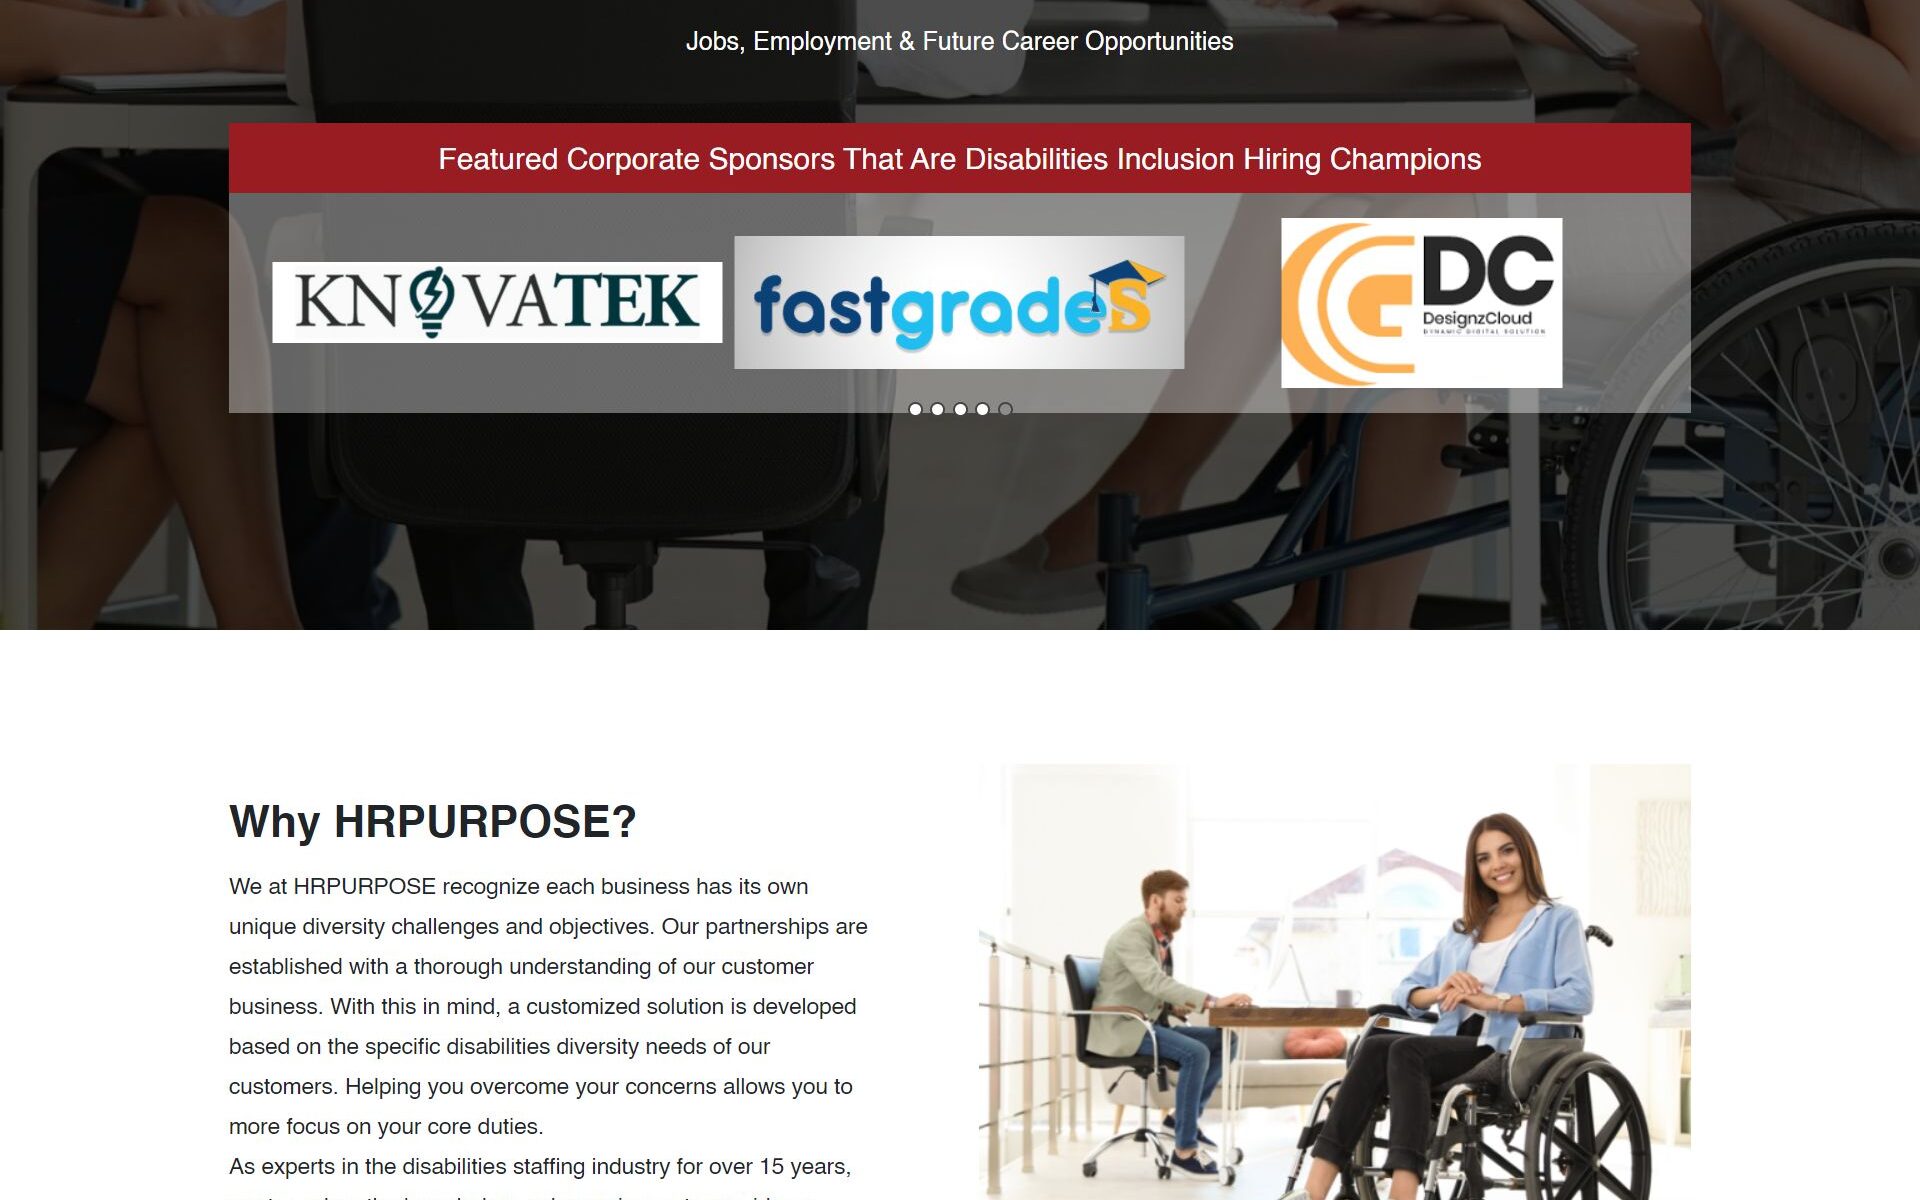 Jobs, Employment & Future Career Opportunities
Featured Corporate Sponsors That Are Disabilities Inclusion Hiring Champions
KNOVATEK
fastgrades
DC
DesignzCloud
DYNAMIC DIGITAL SOLUTION
Why HRPURPOSE?
We at HRPURPOSE recognize each business has its own
unique diversity challenges and objectives. Our partnerships are
established with a thorough understanding of our customer
business. With this in mind, a customized solution is developed
based on the specific disabilities diversity needs of our
customers. Helping you overcome your concerns allows you to
more focus on your core duties.
As experts in the disabilities staffing industry for over 15 years,